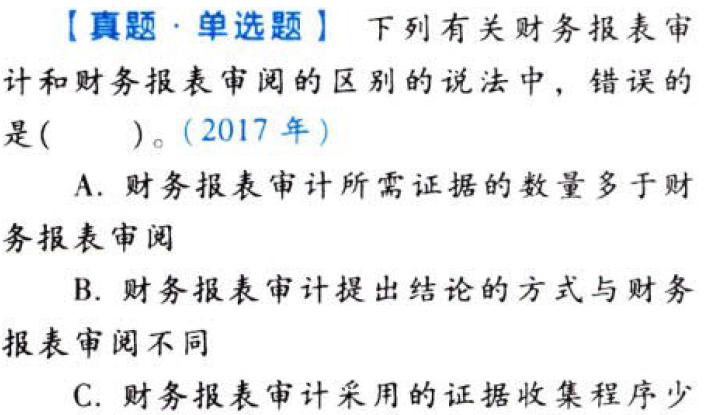 【真题·单选题】 下列有关财务报表审
计和财务报表审阅的区别的说法中，错误的
是(  )。(2017 年)
A. 财务报表审计所需证据的数量多于财
务报表审阅
B. 财务报表审计提出结论的方式与财务
报表审阅不同
C. 财务报表审计采用的证据收集程序少